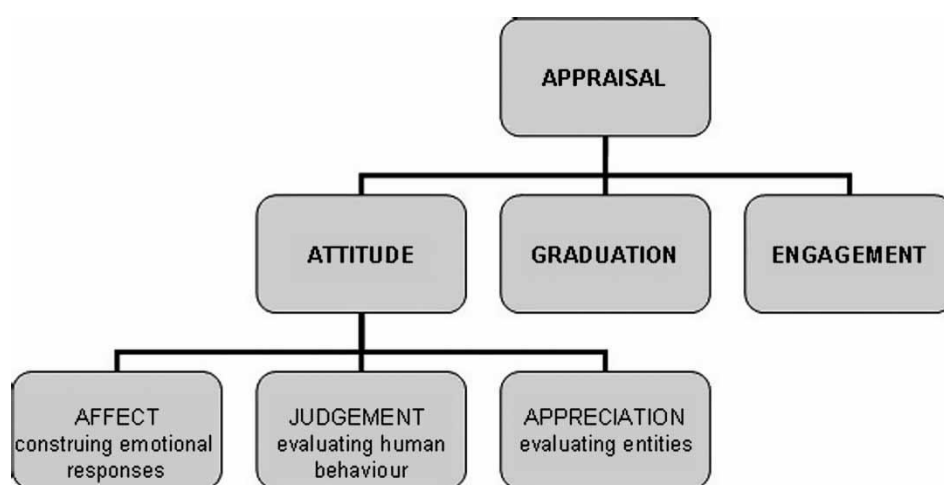 APPRAISAL
ATTITUDE
GRADUATION
ENGAGEMENT
AFFECT
construing emotional
responses
JUDGEMENT
evaluating human
behaviour
APPRECIATION
evaluating entities